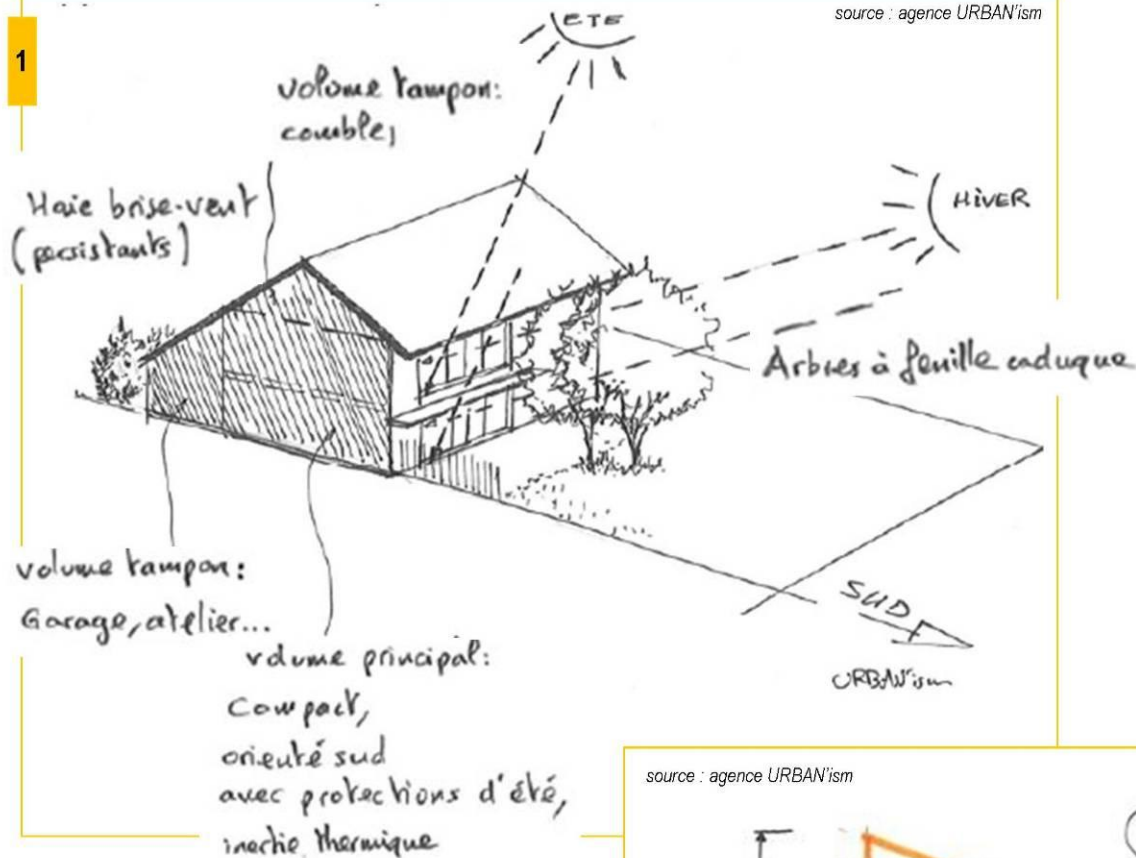 source : agence URBAN'ism
1
ÉTÉ
volume tampon:
combles
Haie brise-vent
(persistants)
HIVER
Arbres à feuille caduque
volume tampon:
Garage, atelier...
SUD
URBAN'ism
volume principal:
Compact,
orienté sud
avec protections d'été,
inertie thermique
source : agence URBAN'ism